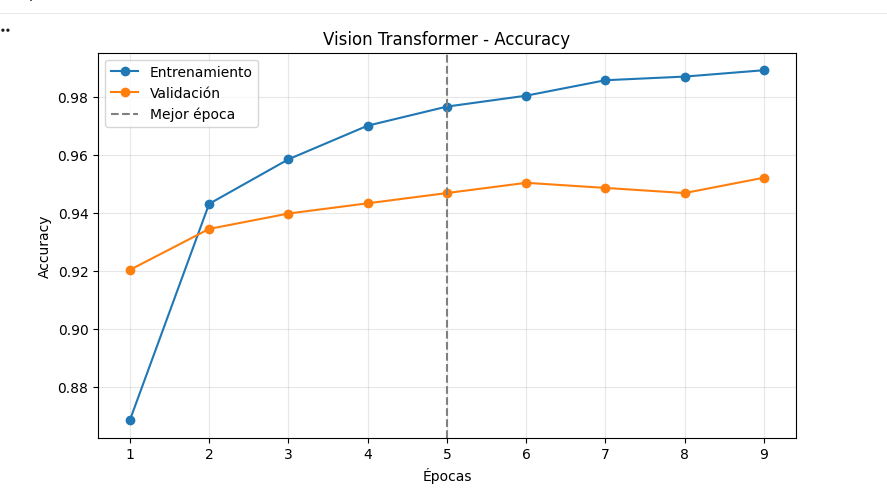 Vision Transformer - Accuracy
Entrenamiento
Validación
Mejor época
0.98
0.96
0.94
0.92
0.90
0.88
Accuracy
1 2 3 4 5 6 7 8 9
Épocas